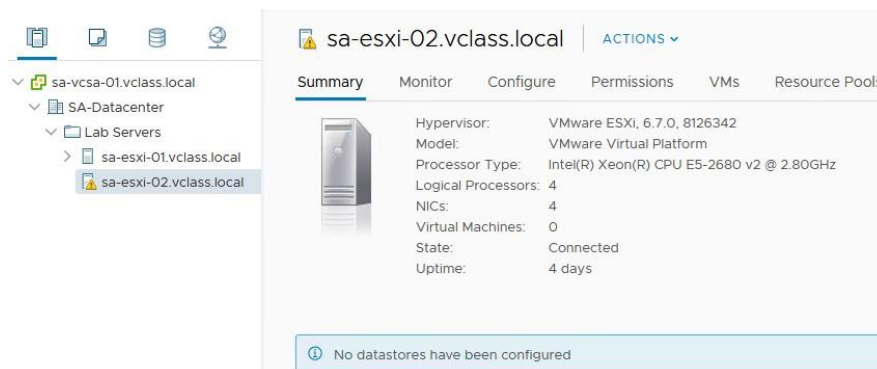 sa-vcsa-01.vclass.local
SA-Datacenter
Lab Servers
sa-esxi-01.vclass.local
sa-esxi-02.vclass.local
sa-esxi-02.vclass.local ACTIONS
Summary Monitor Configure Permissions VMs Resource Pools
Hypervisor: VMware ESXi, 6.7.0, 8126342
Model: VMware Virtual Platform
Processor Type: Intel(R) Xeon(R) CPU E5-2680 v2 @ 2.80GHz
Logical Processors: 4
NICs: 4
Virtual Machines: 0
State: Connected
Uptime: 4 days
No datastores have been configured